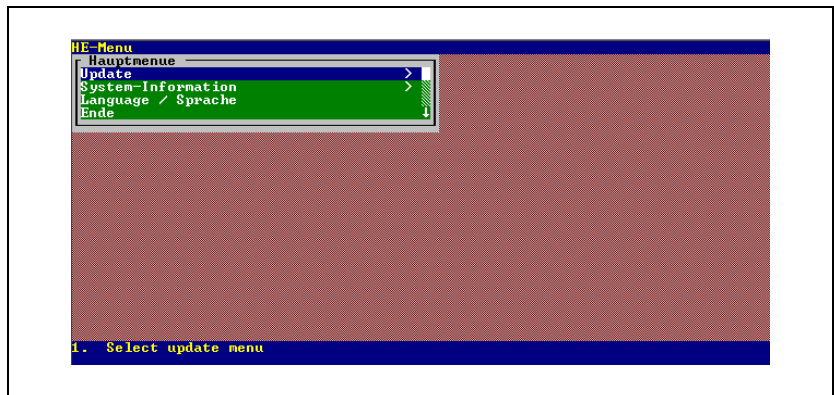 HE-Menu
Hauptmenue
Update >
System-Information >
Language / Sprache
Ende
1. Select update menu